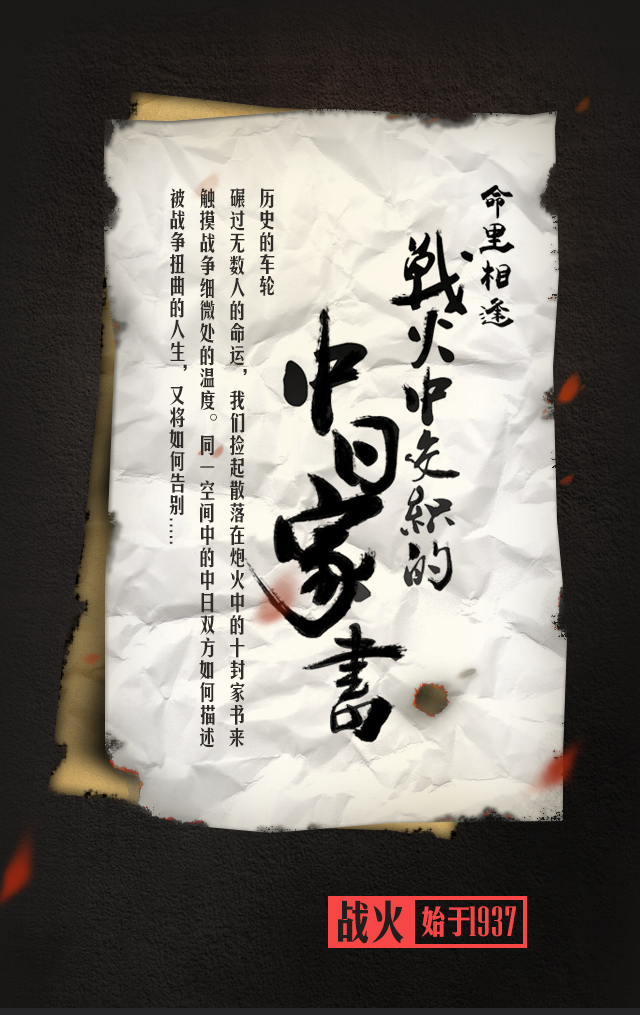 命里相逢
戰火中交織的
中日家書
历史的车轮
碾过无数人的命运，我们捡起散落在炮火中的十封家书来
触摸战争细微处的温度。同一空间中的中日双方如何描述
被战争扭曲的人生，又将如何告别……
战火 始于1937